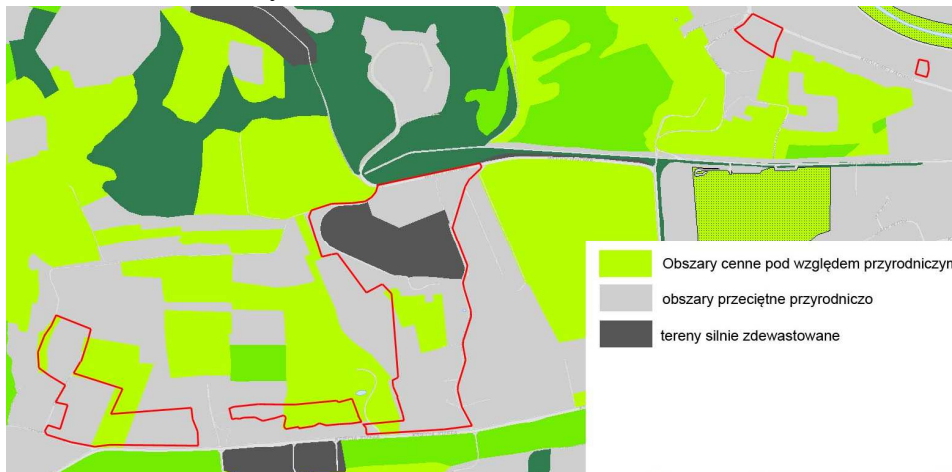 Obszary cenne pod względem przyrodniczym
obszary przeciętne przyrodniczo
tereny silnie zdewastowane